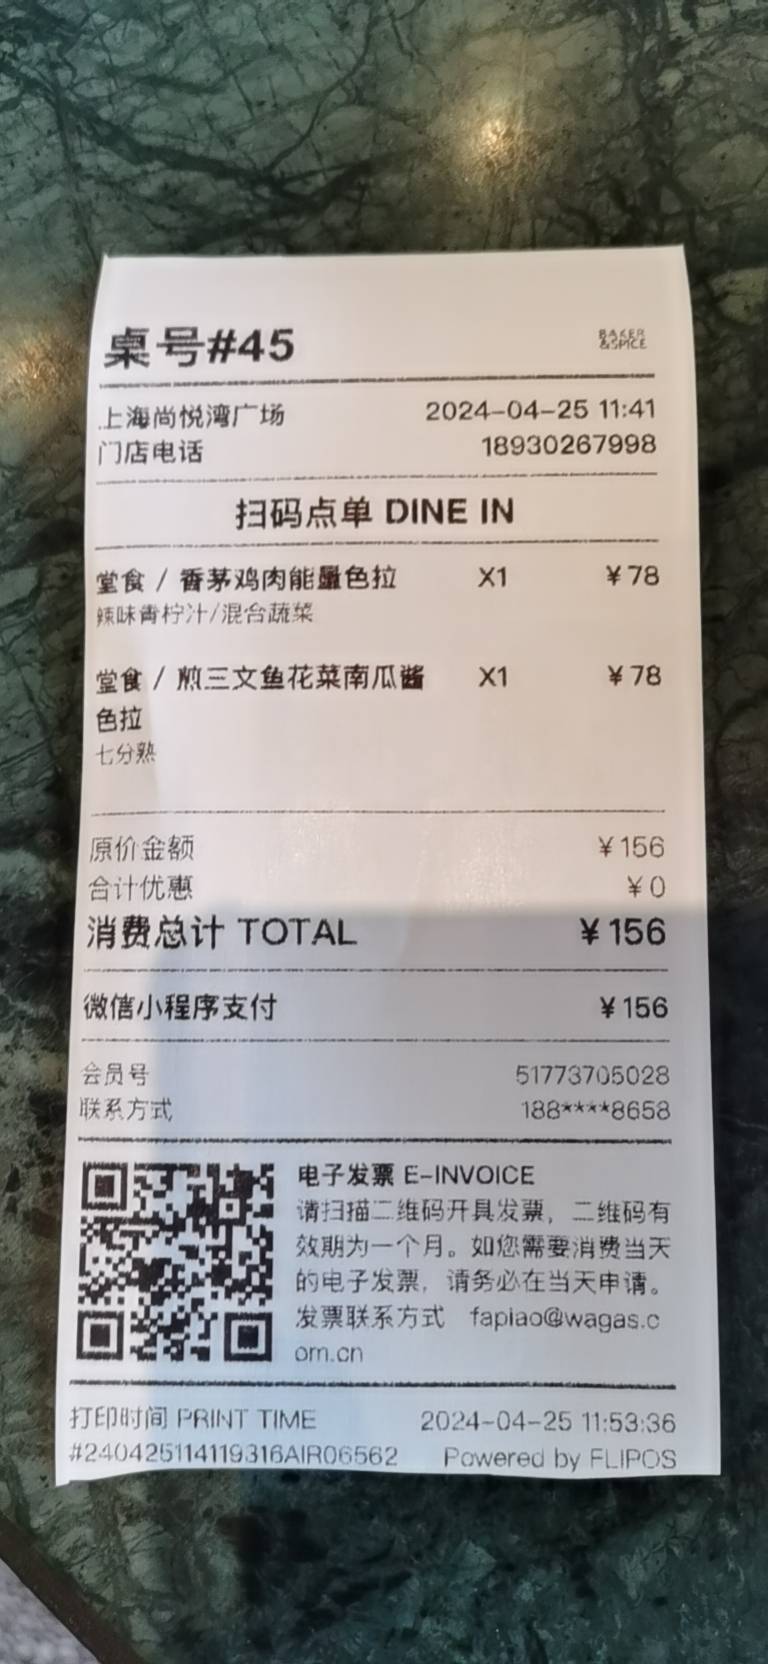 桌号#45
BAKER
&SPICE
上海尚悦湾广场 2024-04-25 11:41
门店电话 18930267998
扫码点单 DINE IN
堂食 / 香茅鸡肉能量色拉 X1 ¥78
辣味青柠汁/混合蔬菜
堂食 / 煎三文鱼花菜南瓜酱 X1 ¥78
色拉
七分熟
原价金额 ¥156
合计优惠 ¥0
消费总计 TOTAL ¥156
微信小程序支付 ¥156
会员号 51773705028
联系方式 188****8658
电子发票 E-INVOICE
请扫描二维码开具发票，二维码有
效期为一个月。如您需要消费当天
的电子发票，请务必在当天申请。
发票联系方式 fapiao@wagas.c
om.cn
打印时间 PRINT TIME 2024-04-25 11:53:36
#240425114119316AIR06562 Powered by FLIPOS